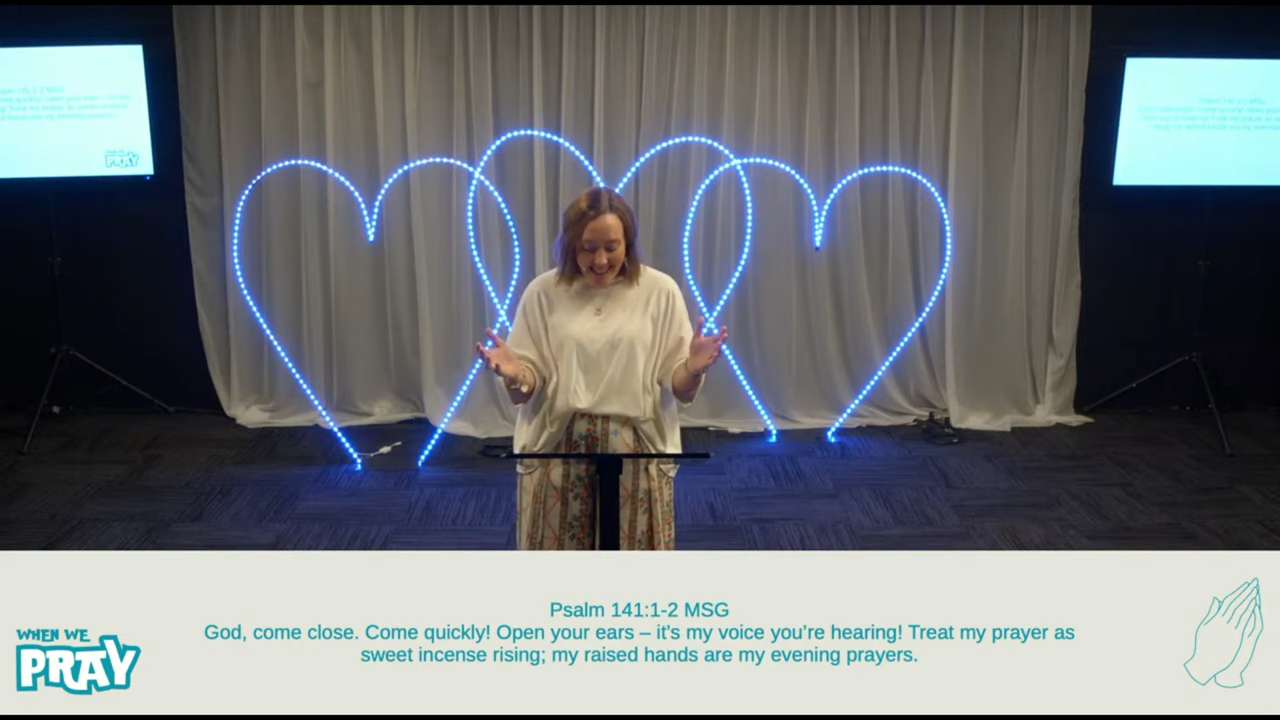 Psalm 141:1-2 MSG
God, come close. Come quickly! Open your ears – it's my voice you're hearing! Treat my prayer as
sweet incense rising; my raised hands are my evening prayers.
WHEN WE
PRAY
PRAY